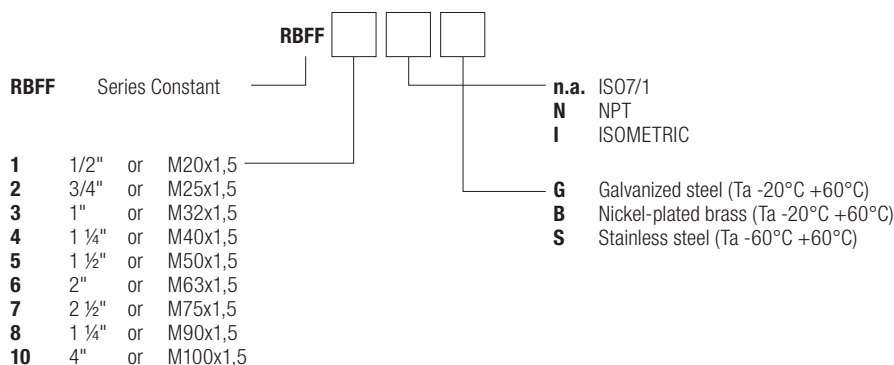 RBFF
RBFF Series Constant
1 1/2" or M20x1,5
2 3/4" or M25x1,5
3 1" or M32x1,5
4 1 ¼" or M40x1,5
5 1 ½" or M50x1,5
6 2" or M63x1,5
7 2 ½" or M75x1,5
8 1 ¼" or M90x1,5
10 4" or M100x1,5
n.a. ISO7/1
N NPT
I ISOMETRIC
G Galvanized steel (Ta -20°C +60°C)
B Nickel-plated brass (Ta -20°C +60°C)
S Stainless steel (Ta -60°C +60°C)